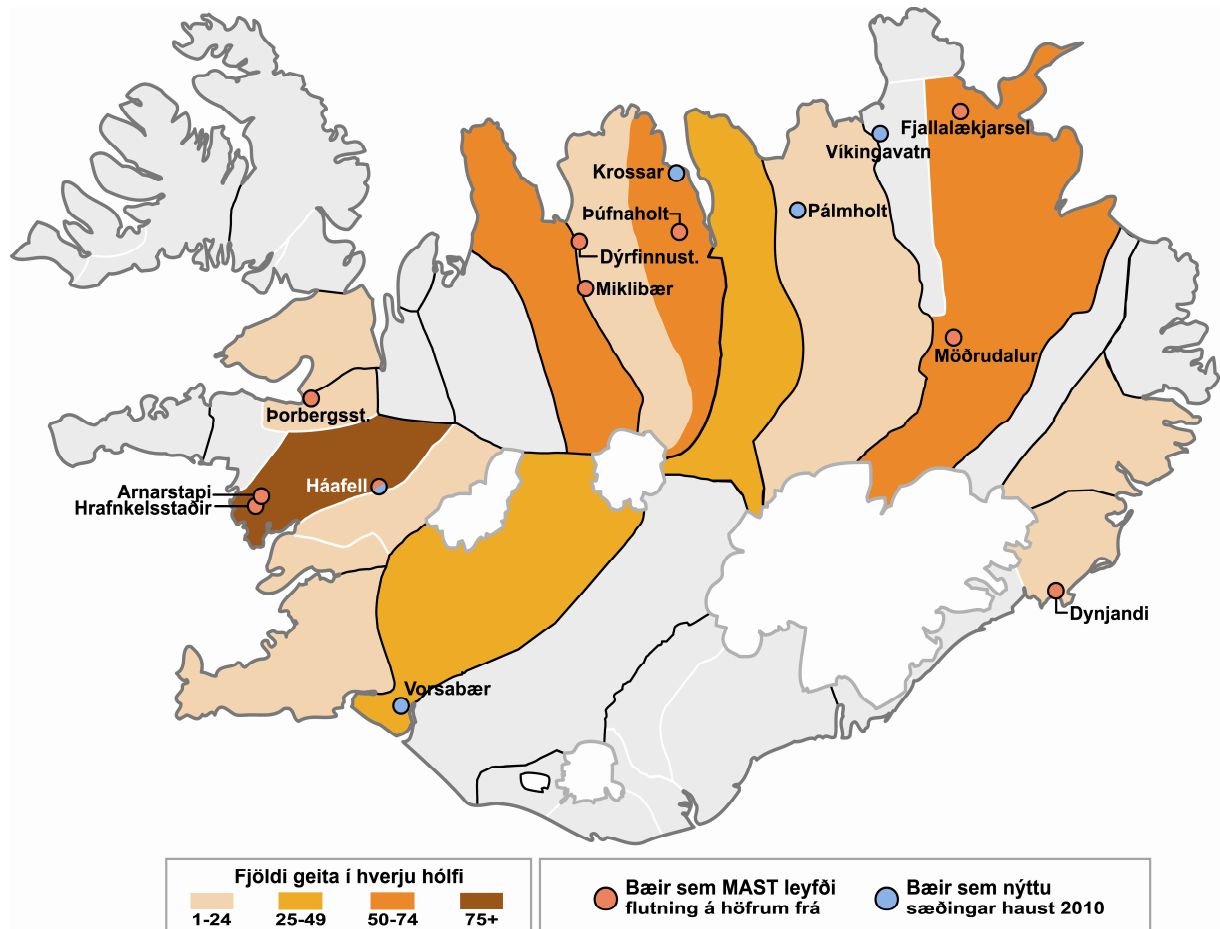 Fjallalækjarsel
Víkingavatn
Krossar
Þúfnaholt
Pálmholt
Dýrfinnust.
Miklibær
Möðrudalur
Þorbergsst.
Háafell
Arnarstapi
Hrafnkelsstaðir
Dynjandi
Vorsabær
Fjöldi geita í hverju hólfi
1-24 25-49 50-74 75+
Bæir sem MAST leyfði
flutning á höfrum frá
Bæir sem nýttu
sæðingar haust 2010